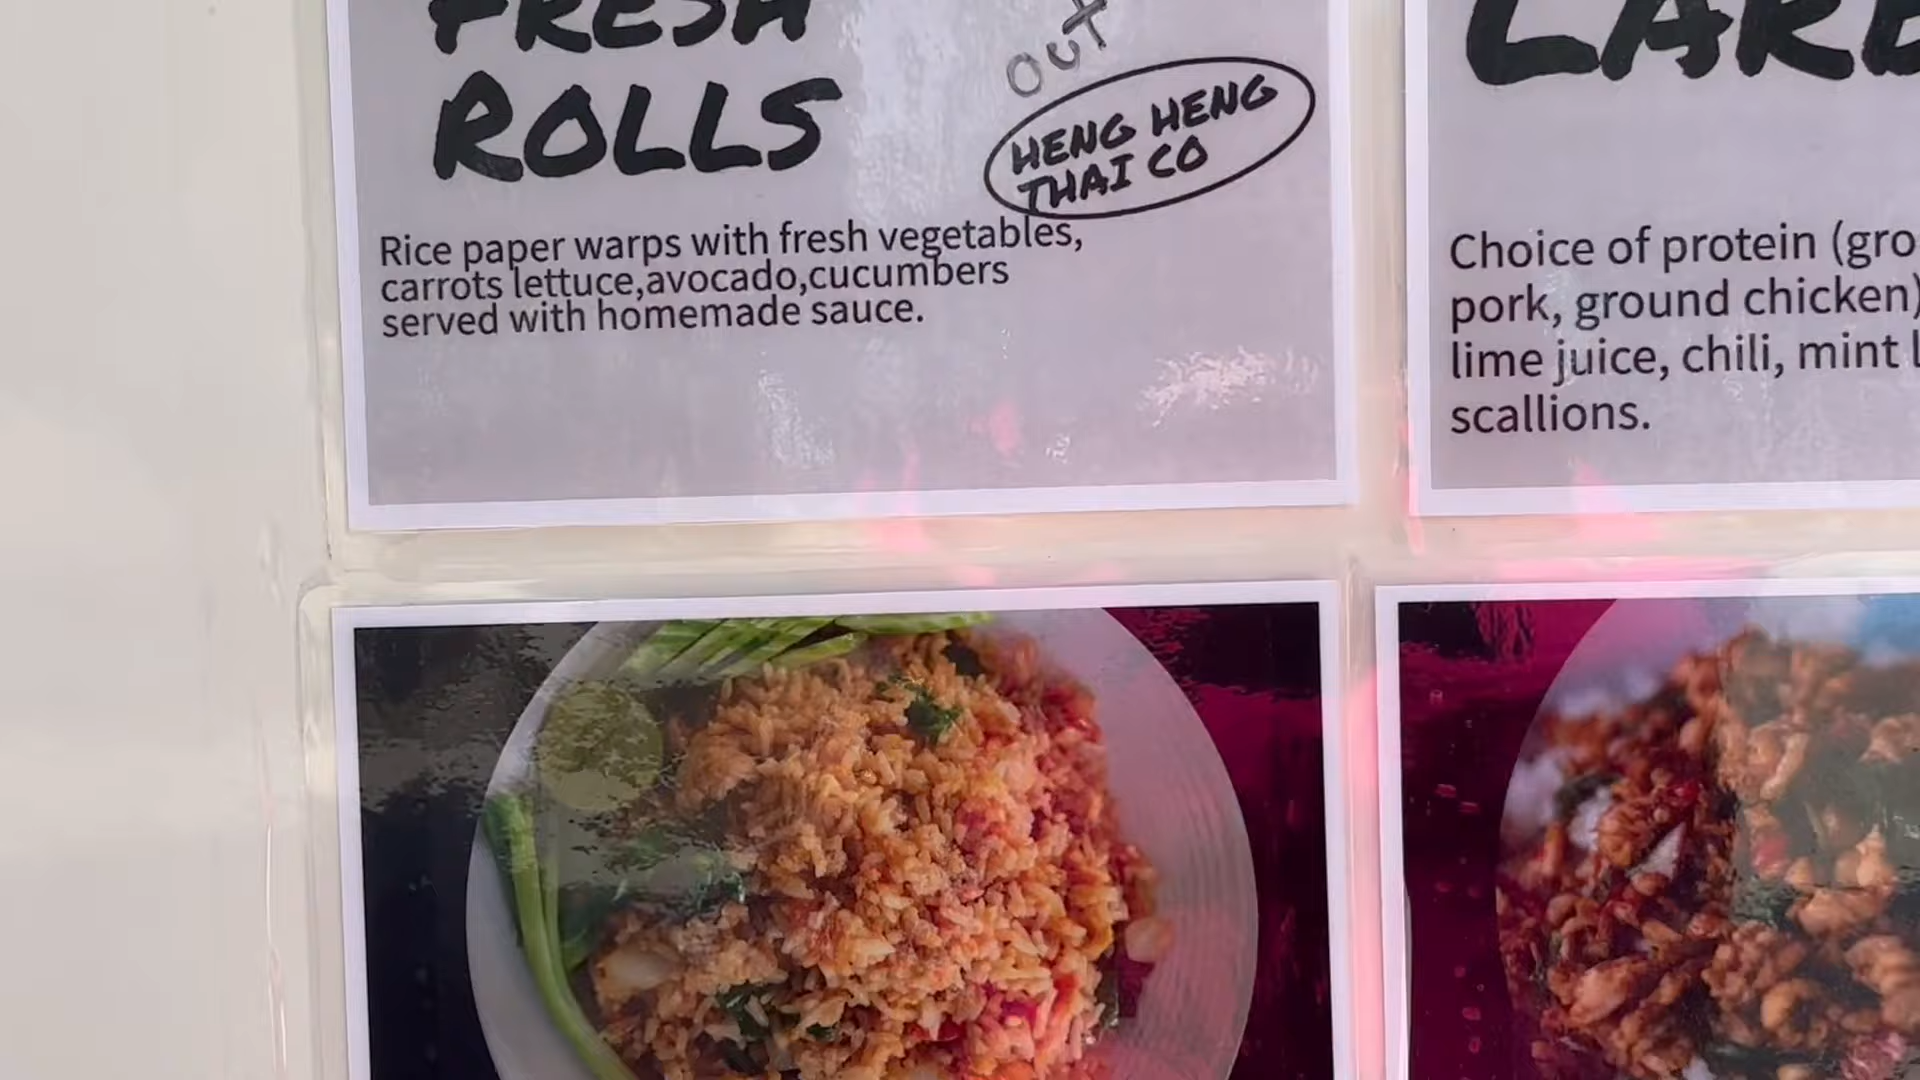 FRESH
ROLLS
OUT
HENG HENG
THAI CO
Rice paper warps with fresh vegetables,
carrots lettuce,avocado,cucumbers
served with homemade sauce.
Choice of protein (gro
pork, ground chicken)
lime juice, chili, mint l
scallions.